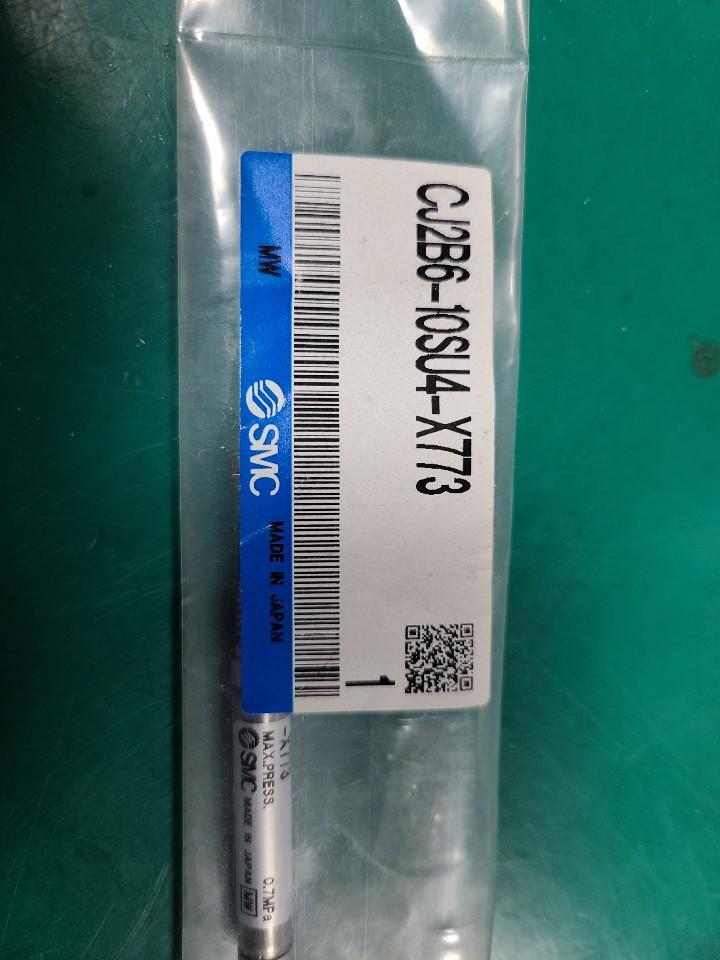 CJ2B6-10SU4-X773
1
MW
SMC
MADE IN JAPAN
-X773
MAX.PRESS. 0.7MPa
SMC MADE IN JAPAN MW